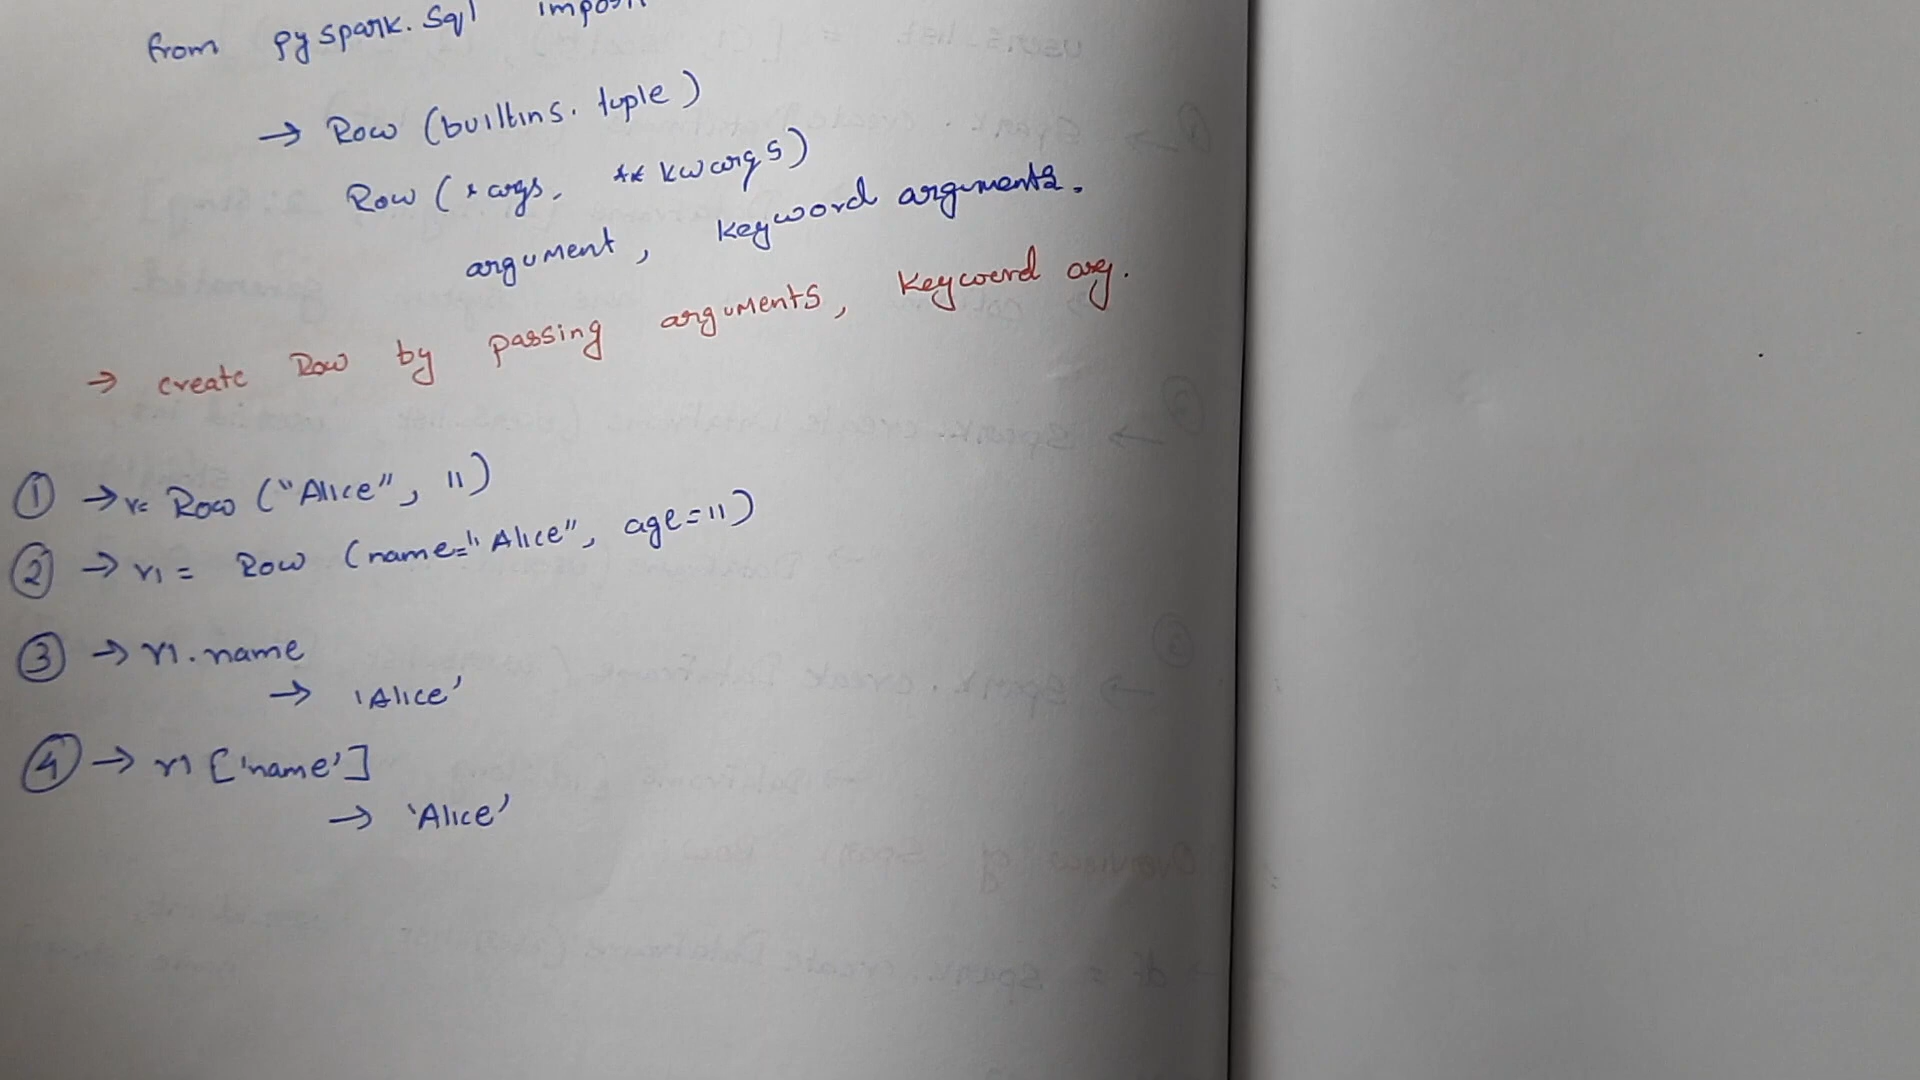 from pyspark.sql
→ Row (builtins. tuple)
Row (*args, ** kwargs)
argument, keyword arguments.
→ create Row by passing arguments, keyword arg.
① → r= Row ("Alice", 11)
② → r1 = Row (name="Alice", age=11)
③ → r1.name
→ 'Alice'
④ → r1 ['name']
→ 'Alice'